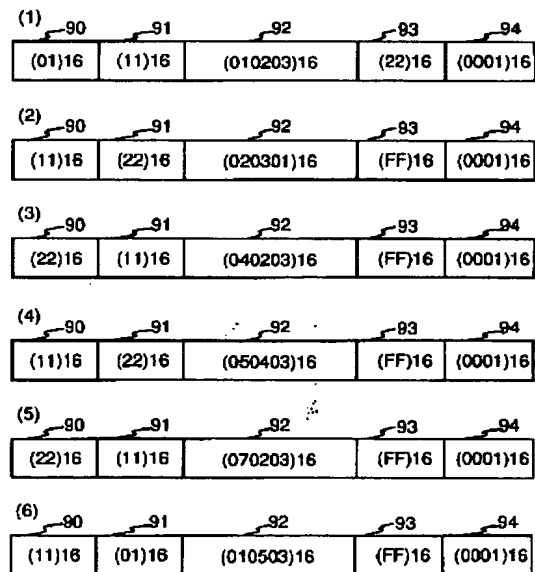 (1)
90 91 92 93 94
(01)16 (11)16 (010203)16 (22)16 (0001)16
(2)
90 91 92 93 94
(11)16 (22)16 (020301)16 (FF)16 (0001)16
(3)
90 91 92 93 94
(22)16 (11)16 (040203)16 (FF)16 (0001)16
(4)
90 91 92 93 94
(11)16 (22)16 (050403)16 (FF)16 (0001)16
(5)
90 91 92 93 94
(22)16 (11)16 (070203)16 (FF)16 (0001)16
(6)
90 91 92 93 94
(11)16 (01)16 (010503)16 (FF)16 (0001)16